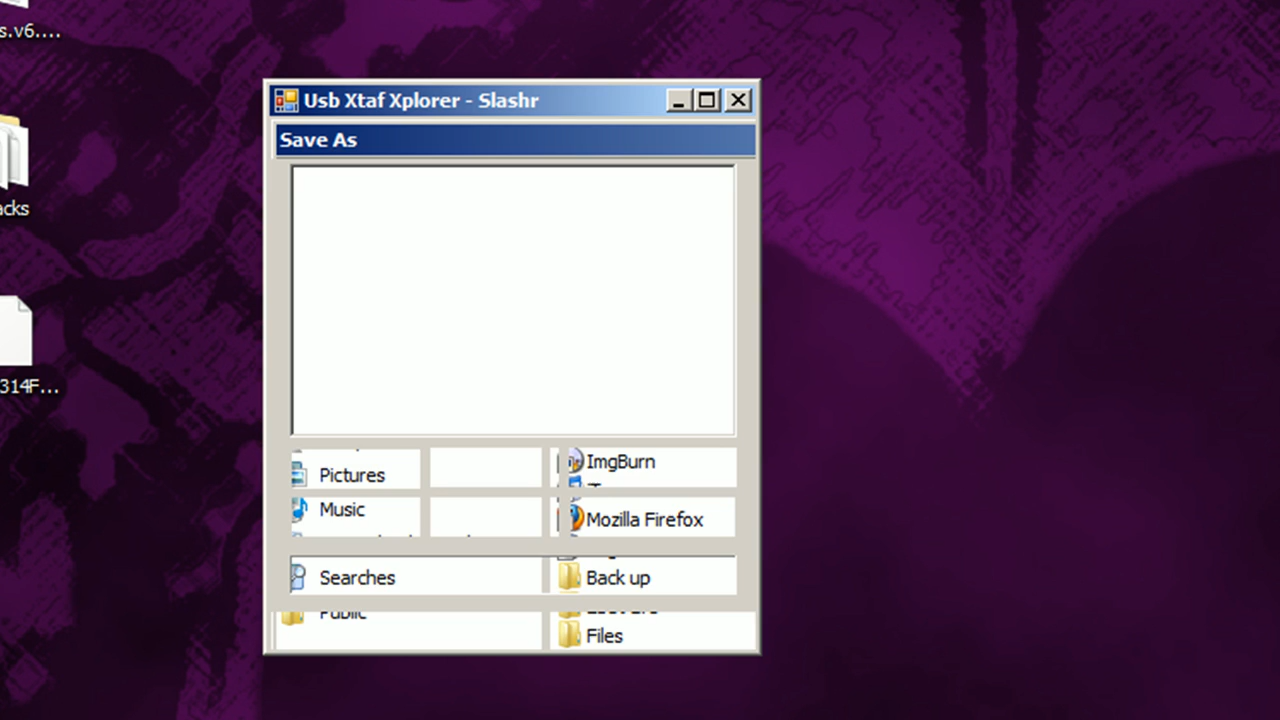 s.v6....
acks
314F...
Usb Xtaf Xplorer - Slashr
Save As
Pictures
ImgBurn
Music
Mozilla Firefox
Searches
Back up
Public
Files